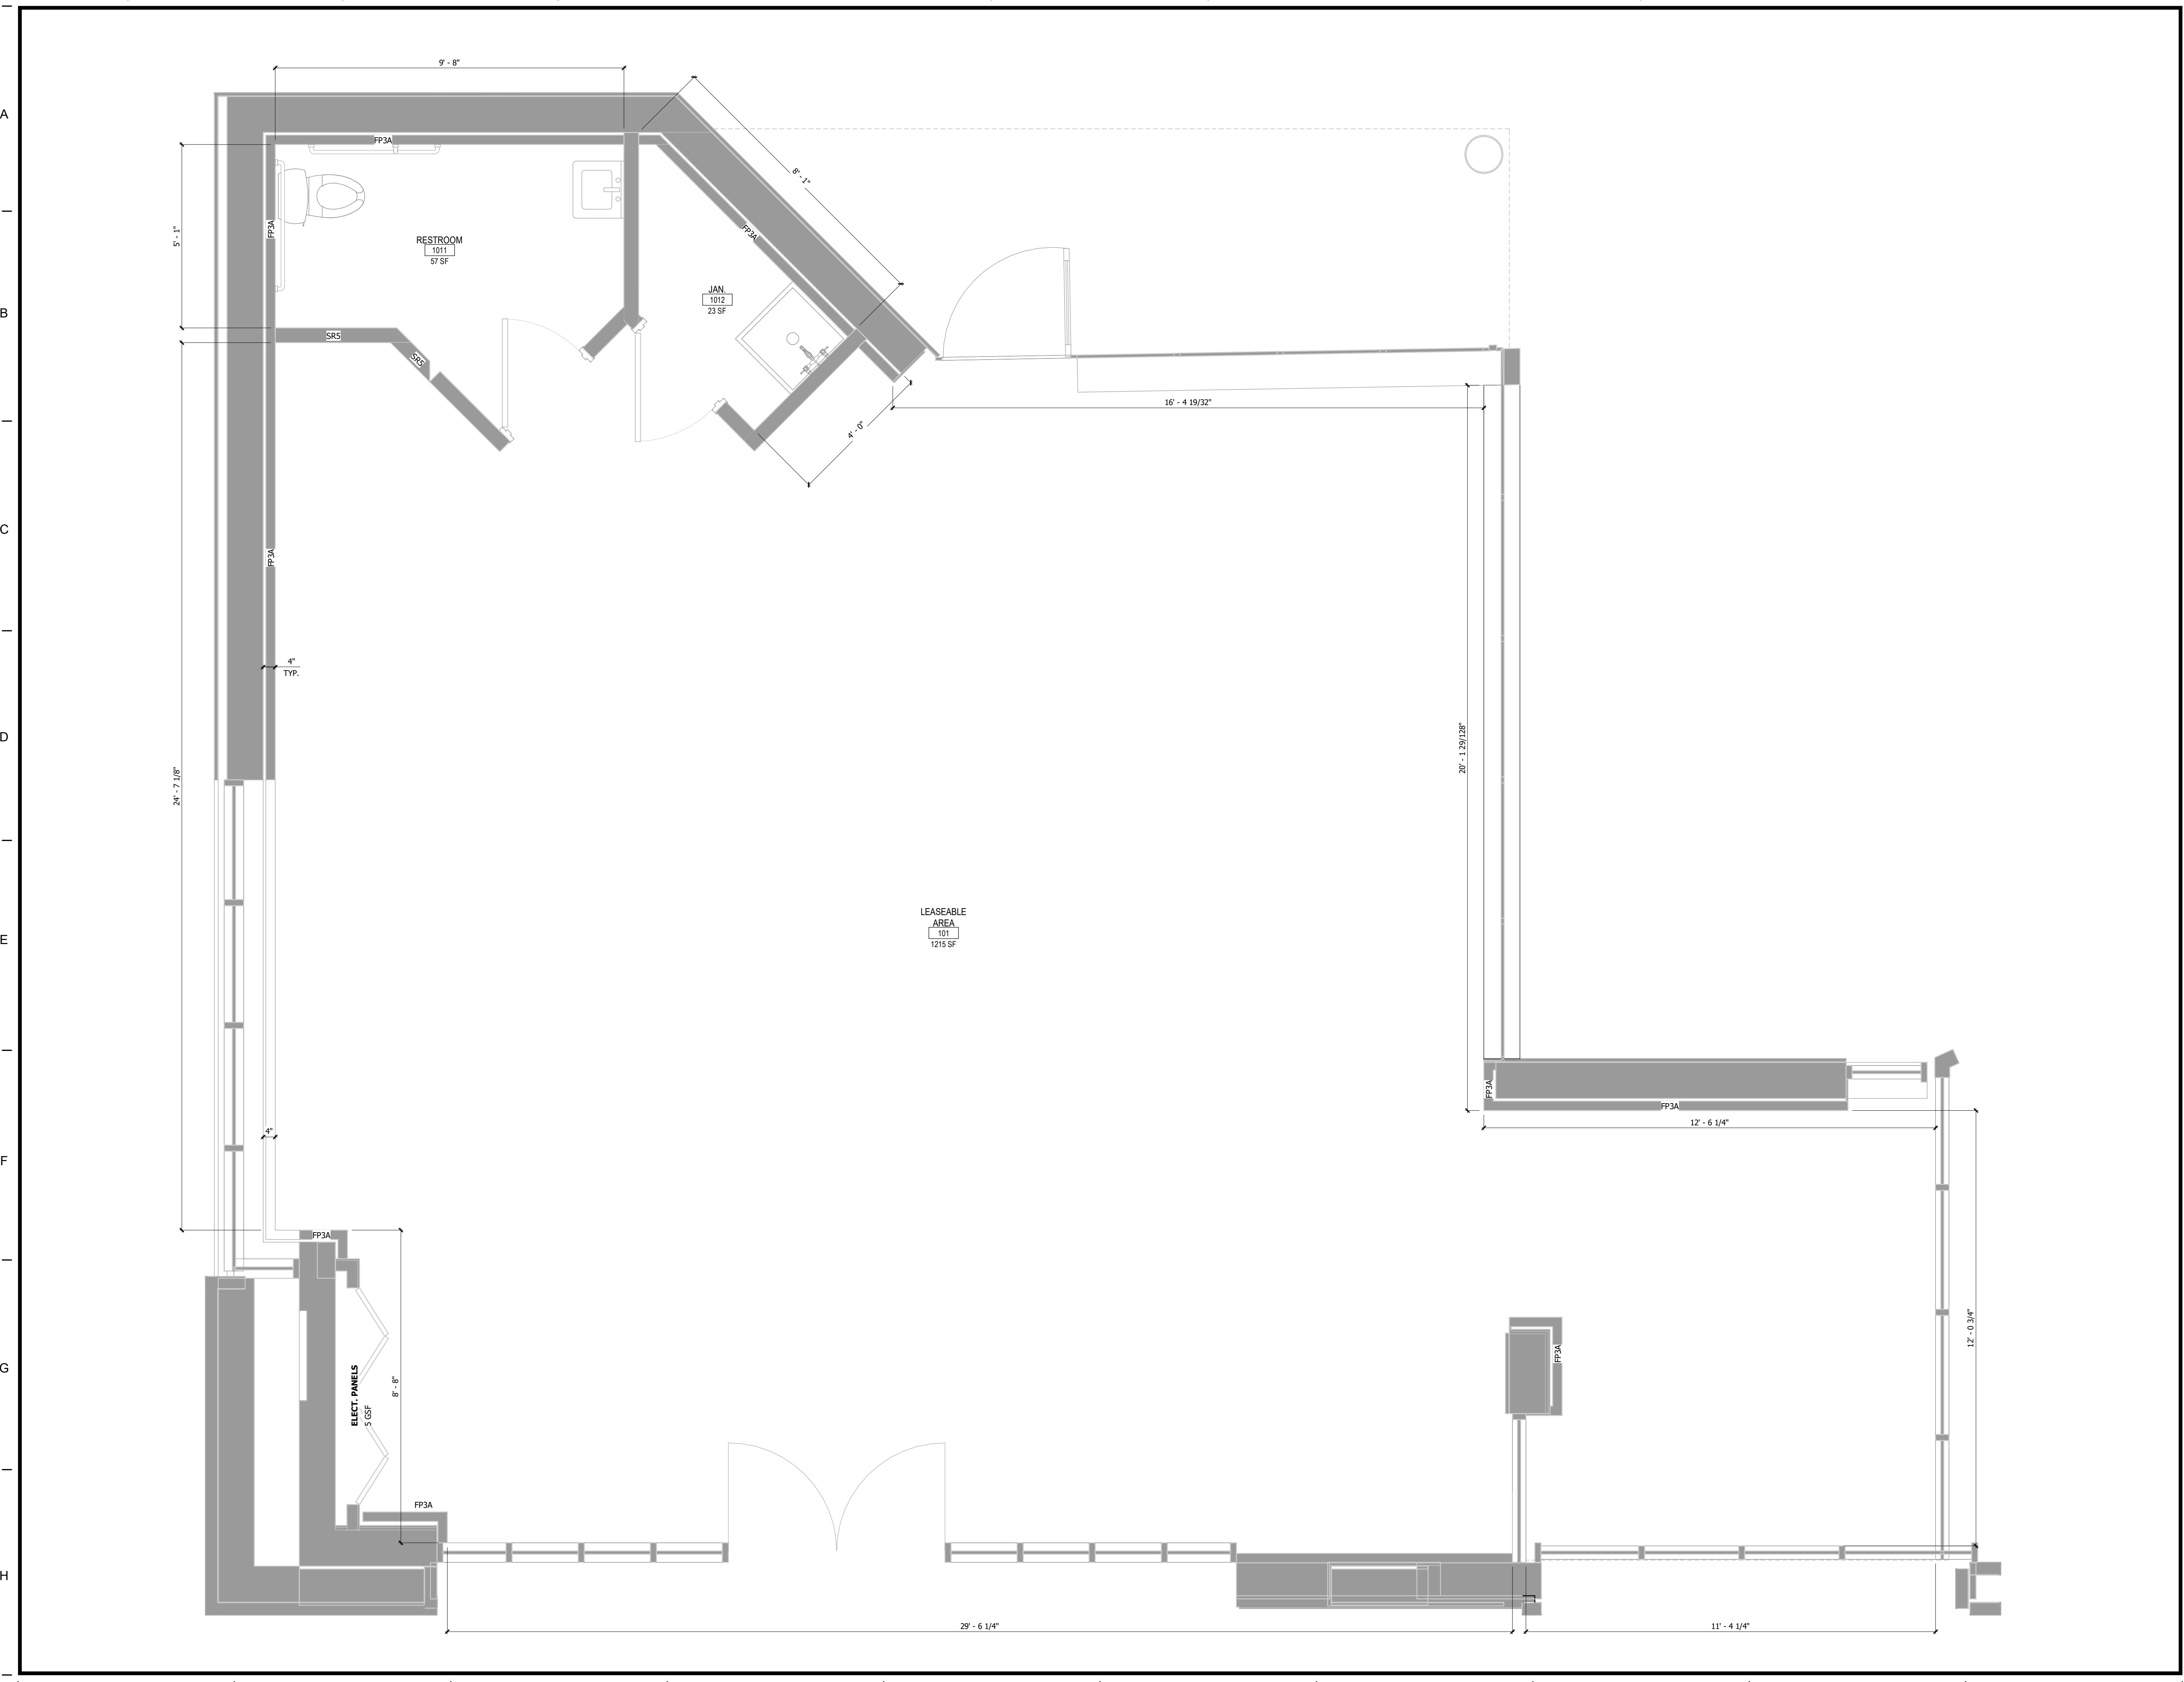 9' - 8"
A
FP3A
8' - 1"
5' - 1"
FP3A
FP3A
RESTROOM
1011
57 SF
JAN.
1012
23 SF
B
SR5
SR5
16' - 4 19/32"
4' - 0"
C
FP3A
4"
TYP.
D
20' - 1 29/128"
24' - 7 1/8"
LEASEABLE
AREA
101
1215 SF
E
FP3A
FP3A
12' - 6 1/4"
4"
F
FP3A
12' - 0 3/4"
FP3A
G
ELECT. PANELS
5 GSF
8' - 8"
FP3A
H
29' - 6 1/4"
11' - 4 1/4"